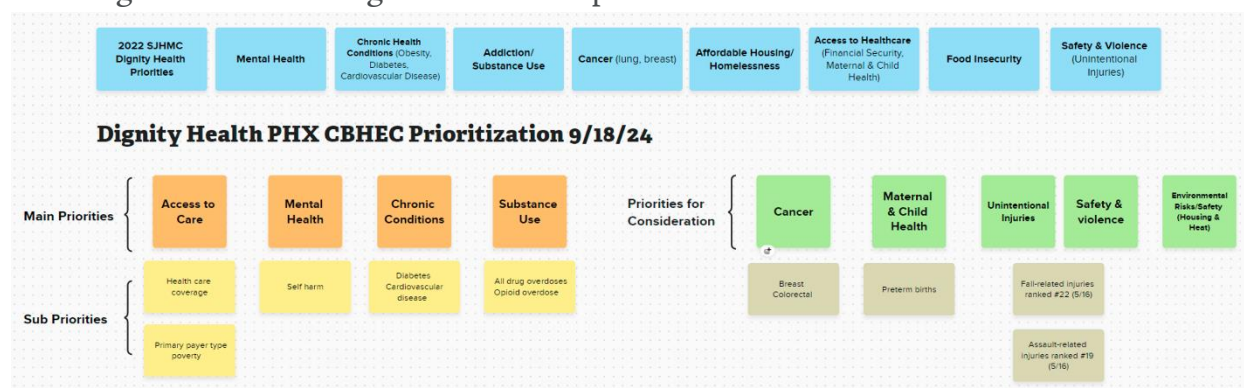 2022 SJHMC
Dignity Health
Priorities
Mental Health
Chronic Health
Conditions (Obesity,
Diabetes,
Cardiovascular Disease)
Addiction/
Substance Use
Cancer (lung, breast)
Affordable Housing/
Homelessness
Access to Healthcare
(Financial Security,
Maternal & Child
Health)
Food Insecurity
Safety & Violence
(Unintentional
Injuries)
Dignity Health PHX CBHEC Prioritization 9/18/24
Main Priorities
Access to
Care
Mental
Health
Chronic
Conditions
Substance
Use
Priorities for
Consideration
Cancer
Maternal
& Child
Health
Unintentional
Injuries
Safety &
violence
Environmental
Risks/Safety
(Housing &
Heat)
Sub Priorities
Health care
coverage
Self harm
Diabetes
Cardiovascular
disease
All drug overdoses
Opioid overdose
Breast
Colorectal
Preterm births
Fall-related injuries
ranked #22 (5/16)
Primary payer type
poverty
Assault-related
injuries ranked #19
(5/16)